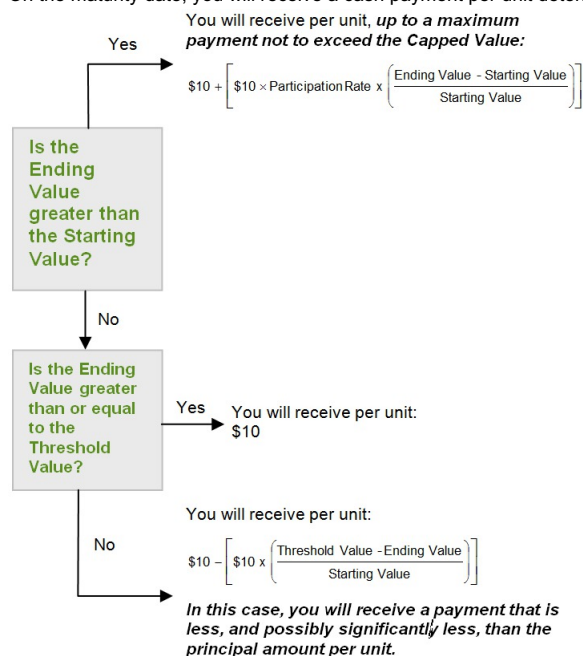 You will receive per unit, up to a maximum
payment not to exceed the Capped Value:
Yes
$10 + [ $10 × Participation Rate x ( Ending Value - Starting Value
Starting Value ) ]
Is the
Ending
Value
greater than
the Starting
Value?
No
Is the Ending
Value greater
than or equal
to the
Threshold
Value?
Yes
You will receive per unit:
$10
No
You will receive per unit:
$10 – [ $10 x ( Threshold Value - Ending Value
Starting Value ) ]
In this case, you will receive a payment that is
less, and possibly significantly less, than the
principal amount per unit.